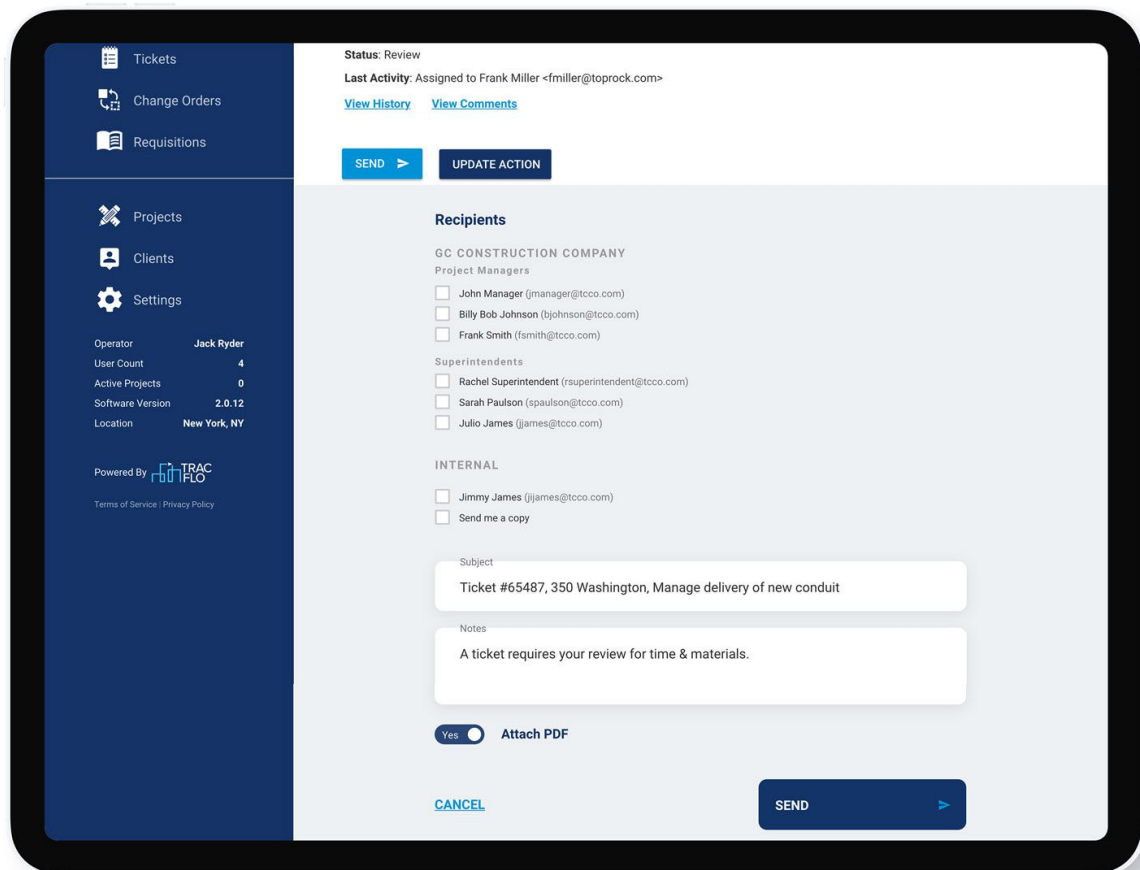 Tickets
Change Orders
Requisitions
Projects
Clients
Settings
Operator Jack Ryder
User Count 4
Active Projects 0
Software Version 2.0.12
Location New York, NY
Powered By TRAC FLO
Terms of Service | Privacy Policy
Status: Review
Last Activity: Assigned to Frank Miller <fmiller@toprock.com>
View History View Comments
SEND UPDATE ACTION
Recipients
GC CONSTRUCTION COMPANY
Project Managers
John Manager (jmanager@tcco.com)
Billy Bob Johnson (bjohnson@tcco.com)
Frank Smith (fsmith@tcco.com)
Superintendents
Rachel Superintendent (rsuperintendent@tcco.com)
Sarah Paulson (spaulson@tcco.com)
Julio James (jjames@tcco.com)
INTERNAL
Jimmy James (jijames@tcco.com)
Send me a copy
Subject
Ticket #65487, 350 Washington, Manage delivery of new conduit
Notes
A ticket requires your review for time & materials.
Yes Attach PDF
CANCEL SEND